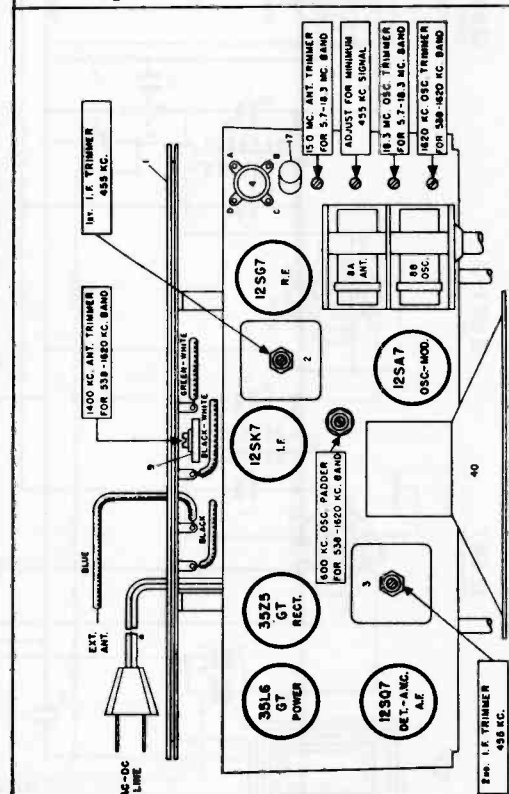 15.0 MC. ANT. TRIMMER
FOR 5.7-18.3 MC. BAND
ADJUST FOR MINIMUM
455 KC SIGNAL
18.3 MC. OSC. TRIMMER
FOR 5.7-18.3 MC. BAND
1620 KC. OSC. TRIMMER
FOR 538-1620 KC. BAND
1ST. I.F. TRIMMER
455 KC.
1400 KC. ANT. TRIMMER
FOR 538-1620 KC. BAND
1
A
B
C
D
4
17
GREEN-WHITE
BLACK-WHITE
9
BLACK
BLUE
EXT.
ANT.
AC-DC
LINE
12SG7
R.F.
2
12SK7
I.F.
8A
ANT.
8B
OSC.
12SA7
OSC.-MOD.
600 KC. OSC. PADDER
FOR 538-1620 KC. BAND
40
35Z5
GT
RECT.
35L6
GT
POWER
3
12SQ7
DET.-A.V.C.
A.F.
2ND. I.F. TRIMMER
455 KC.